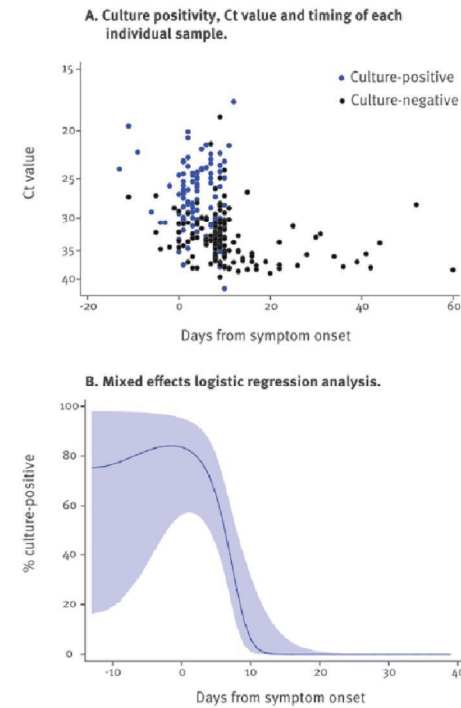 A. Culture positivity, Ct value and timing of each
individual sample.
15
Culture-positive
Culture-negative
20
25
30
35
40
Ct value
-20
0
20
40
60
Days from symptom onset
B. Mixed effects logistic regression analysis.
100
80
60
40
20
0
% culture-positive
-10
0
10
20
30
40
Days from symptom onset